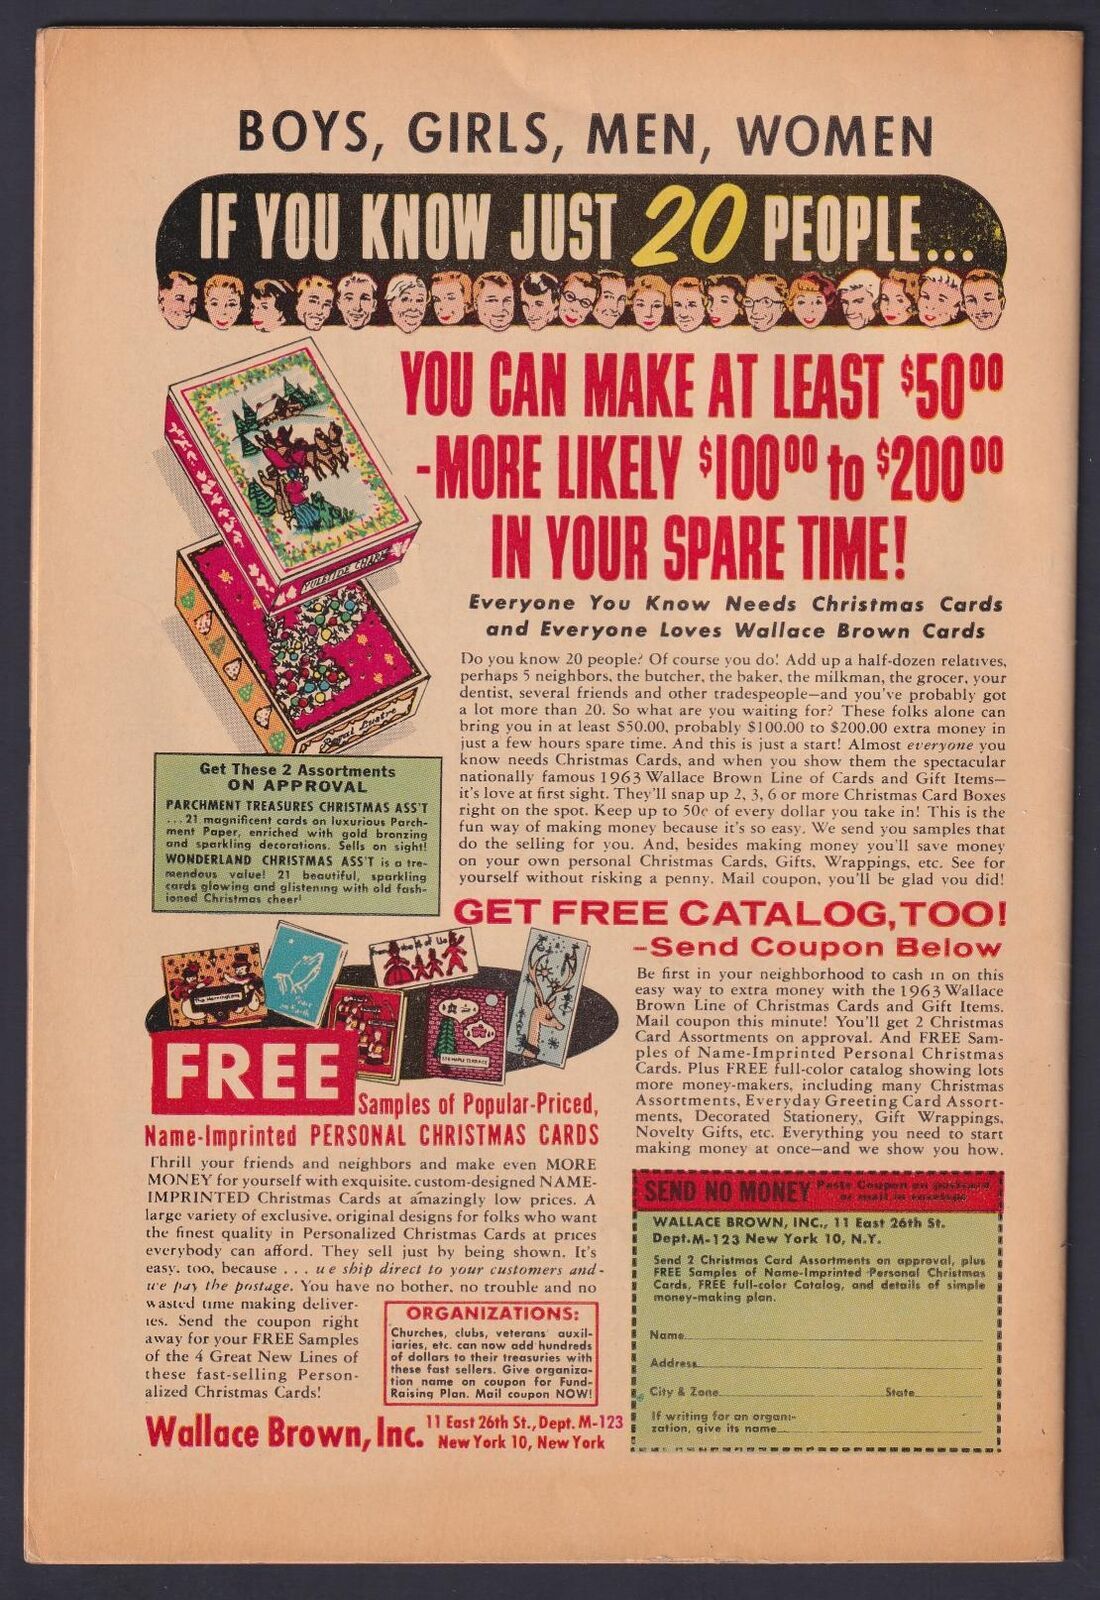 BOYS, GIRLS, MEN, WOMEN
IF YOU KNOW JUST 20 PEOPLE...
YOU CAN MAKE AT LEAST $5000
-MORE LIKELY $10000 to $20000
IN YOUR SPARE TIME!
YULETIDE CHARM
Royal Lustre
Everyone You Know Needs Christmas Cards
and Everyone Loves Wallace Brown Cards
Do you know 20 people? Of course you do! Add up a half-dozen relatives,
perhaps 5 neighbors, the butcher, the baker, the milkman, the grocer, your
dentist, several friends and other tradespeople—and you've probably got
a lot more than 20. So what are you waiting for? These folks alone can
bring you in at least $50.00, probably $100.00 to $200.00 extra money in
just a few hours spare time. And this is just a start! Almost everyone you
know needs Christmas Cards, and when you show them the spectacular
nationally famous 1963 Wallace Brown Line of Cards and Gift Items—
it's love at first sight. They'll snap up 2, 3, 6 or more Christmas Card Boxes
right on the spot. Keep up to 50c of every dollar you take in! This is the
fun way of making money because it's so easy. We send you samples that
do the selling for you. And, besides making money you'll save money
on your own personal Christmas Cards, Gifts, Wrappings, etc. See for
yourself without risking a penny. Mail coupon, you'll be glad you did!
Get These 2 Assortments
ON APPROVAL
PARCHMENT TREASURES CHRISTMAS ASS'T
...21 magnificent cards on luxurious Parch-
ment Paper, enriched with gold bronzing
and sparkling decorations. Sells on sight!
WONDERLAND CHRISTMAS ASS'T is a tre-
mendous value! 21 beautiful, sparkling
cards glowing and glistening with old fash-
ioned Christmas cheer!
GET FREE CATALOG, TOO!
-Send Coupon Below
Be first in your neighborhood to cash in on this
easy way to extra money with the 1963 Wallace
Brown Line of Christmas Cards and Gift Items.
Mail coupon this minute! You'll get 2 Christmas
Card Assortments on approval. And FREE Sam-
ples of Name-Imprinted Personal Christmas
Cards. Plus FREE full-color catalog showing lots
more money-makers, including many Christmas
Assortments, Everyday Greeting Card Assort-
ments, Decorated Stationery, Gift Wrappings,
Novelty Gifts, etc. Everything you need to start
making money at once—and we show you how.
FREE
Samples of Popular-Priced,
Name-Imprinted PERSONAL CHRISTMAS CARDS
Thrill your friends and neighbors and make even MORE
MONEY for yourself with exquisite, custom-designed NAME-
IMPRINTED Christmas Cards at amazingly low prices. A
large variety of exclusive, original designs for folks who want
the finest quality in Personalized Christmas Cards at prices
everybody can afford. They sell just by being shown. It's
easy, too, because . . . we ship direct to your customers and-
we pay the postage. You have no bother, no trouble and no
wasted time making deliver-
ies. Send the coupon right
away for your FREE Samples
of the 4 Great New Lines of
these fast-selling Person-
alized Christmas Cards!
ORGANIZATIONS:
Churches, clubs, veterans' auxil-
iaries, etc. can now add hundreds
of dollars to their treasuries with
these fast sellers. Give organiza-
tion name on coupon for Fund-
Raising Plan. Mail coupon NOW!
Wallace Brown, Inc. 11 East 26th St., Dept. M-123
New York 10, New York
SEND NO MONEY Paste Coupon on postcard
or mail in envelope
WALLACE BROWN, INC., 11 East 26th St.
Dept.M-123 New York 10, N.Y.
Send 2 Christmas Card Assortments on approval, plus
FREE Samples of Name-Imprinted Personal Christmas
Cards, FREE full-color Catalog, and details of simple
money-making plan.
Name
Address
City & Zone State
If writing for an organi-
zation, give its name